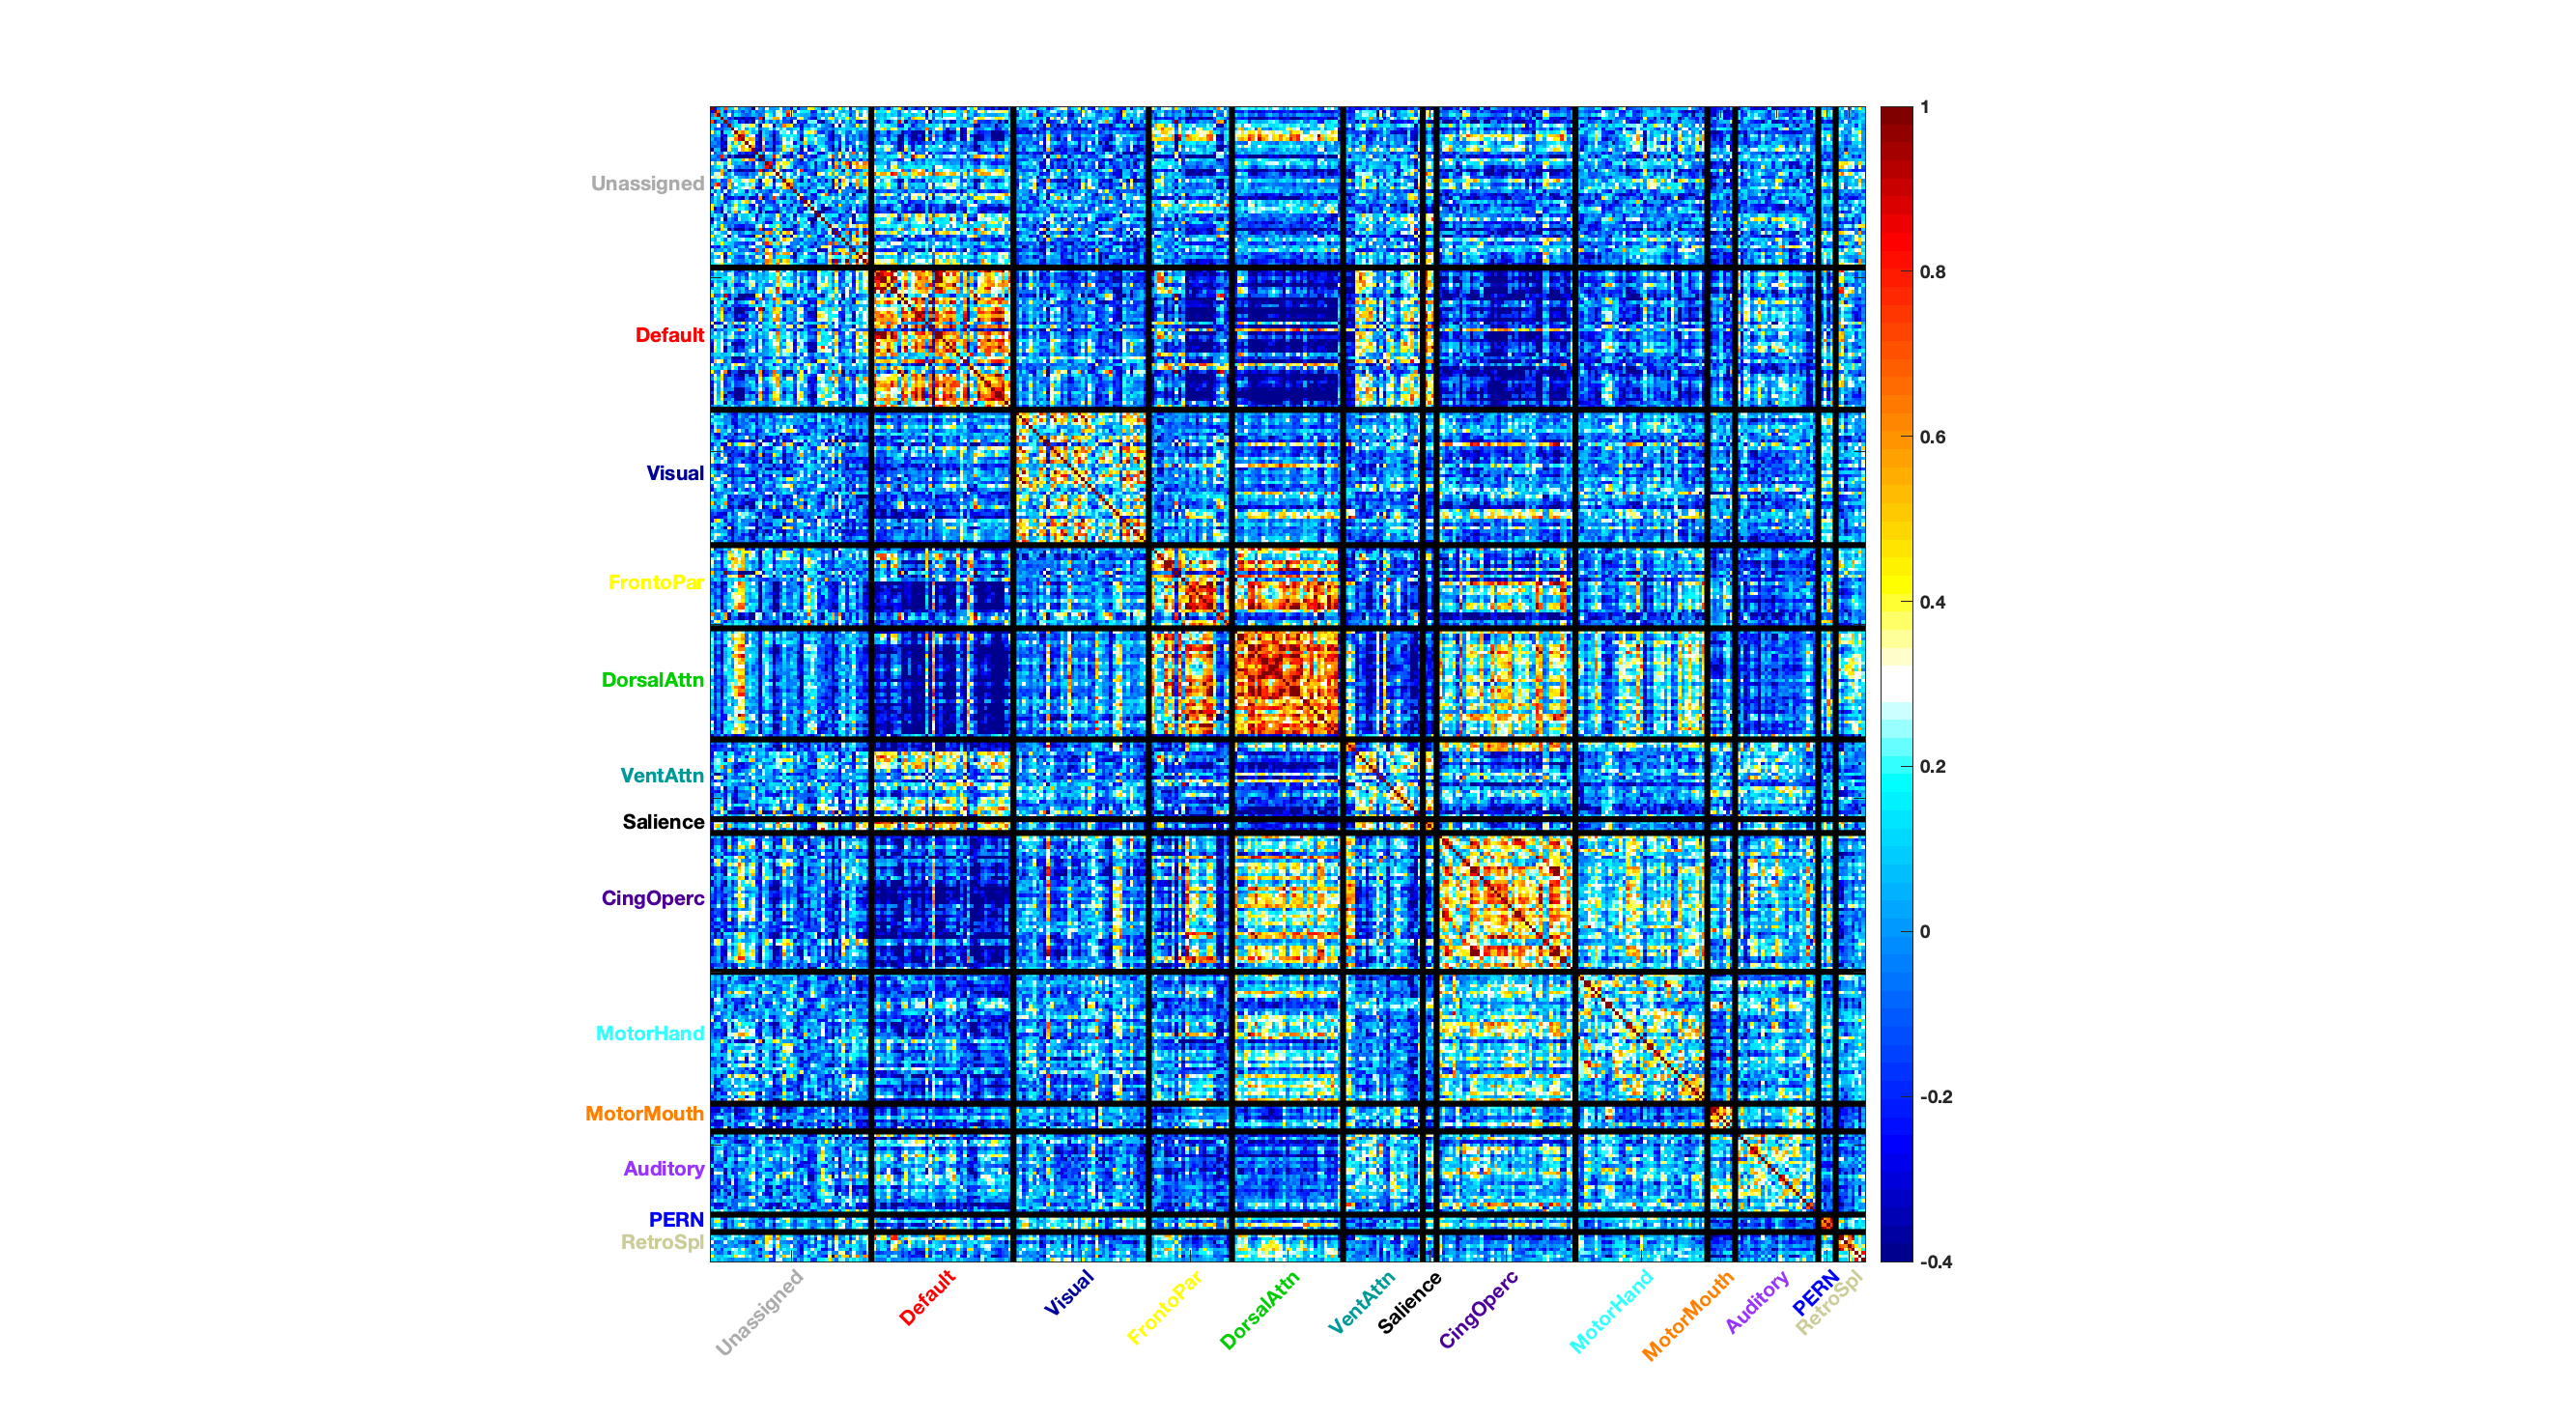 Unassigned
Default
Visual
FrontoPar
DorsalAttn
VentAttn
Salience
CingOperc
MotorHand
MotorMouth
Auditory
PERN
RetroSpl
Unassigned
Default
Visual
FrontoPar
DorsalAttn
VentAttn
Salience
CingOperc
MotorHand
MotorMouth
Auditory
PERN
RetroSpl
1
0.8
0.6
0.4
0.2
0
-0.2
-0.4